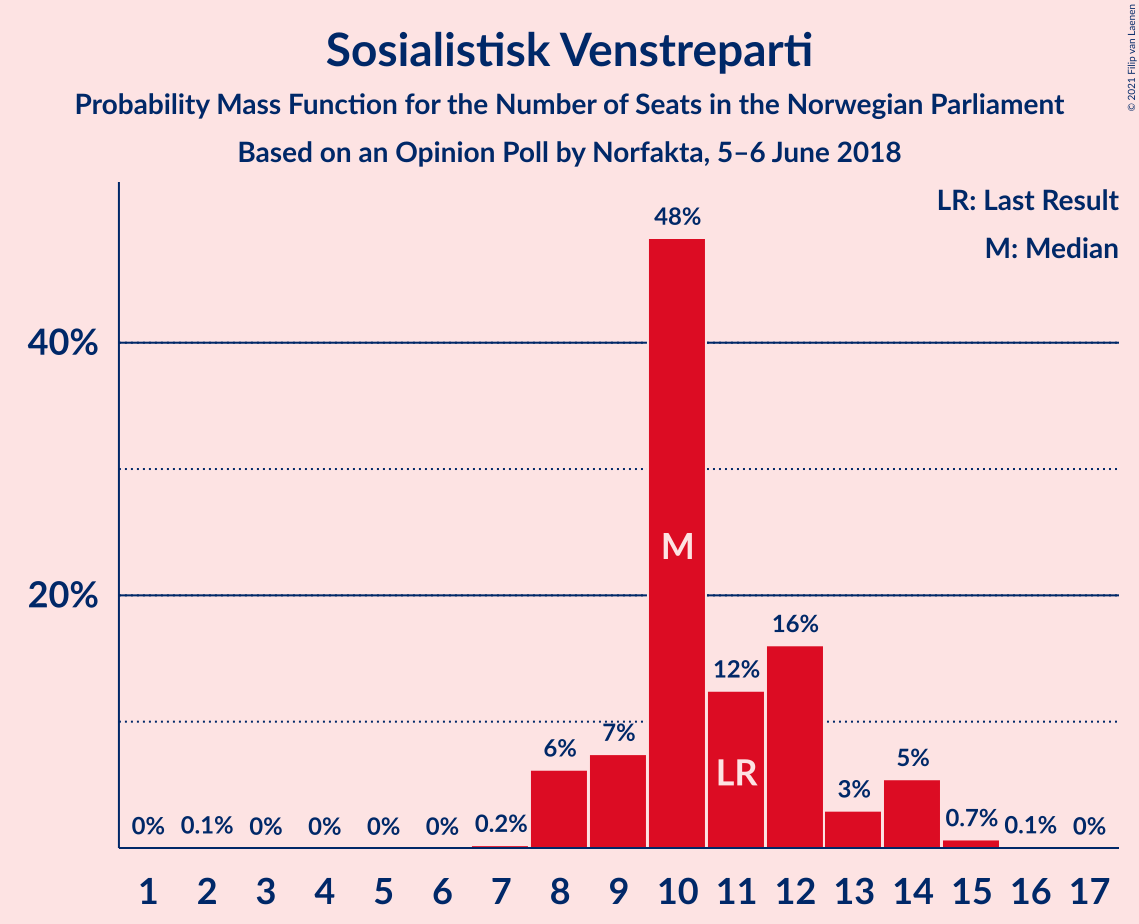 Sosialistisk Venstreparti
Probability Mass Function for the Number of Seats in the Norwegian Parliament
Based on an Opinion Poll by Norfakta, 5–6 June 2018
© 2021 Filip van Laenen
LR: Last Result
M: Median
48%
40%
M
20%
16%
12%
7%
6%
LR
5%
3%
0% 0.1% 0% 0% 0% 0% 0.2% 0.7% 0.1% 0%
1 2 3 4 5 6 7 8 9 10 11 12 13 14 15 16 17